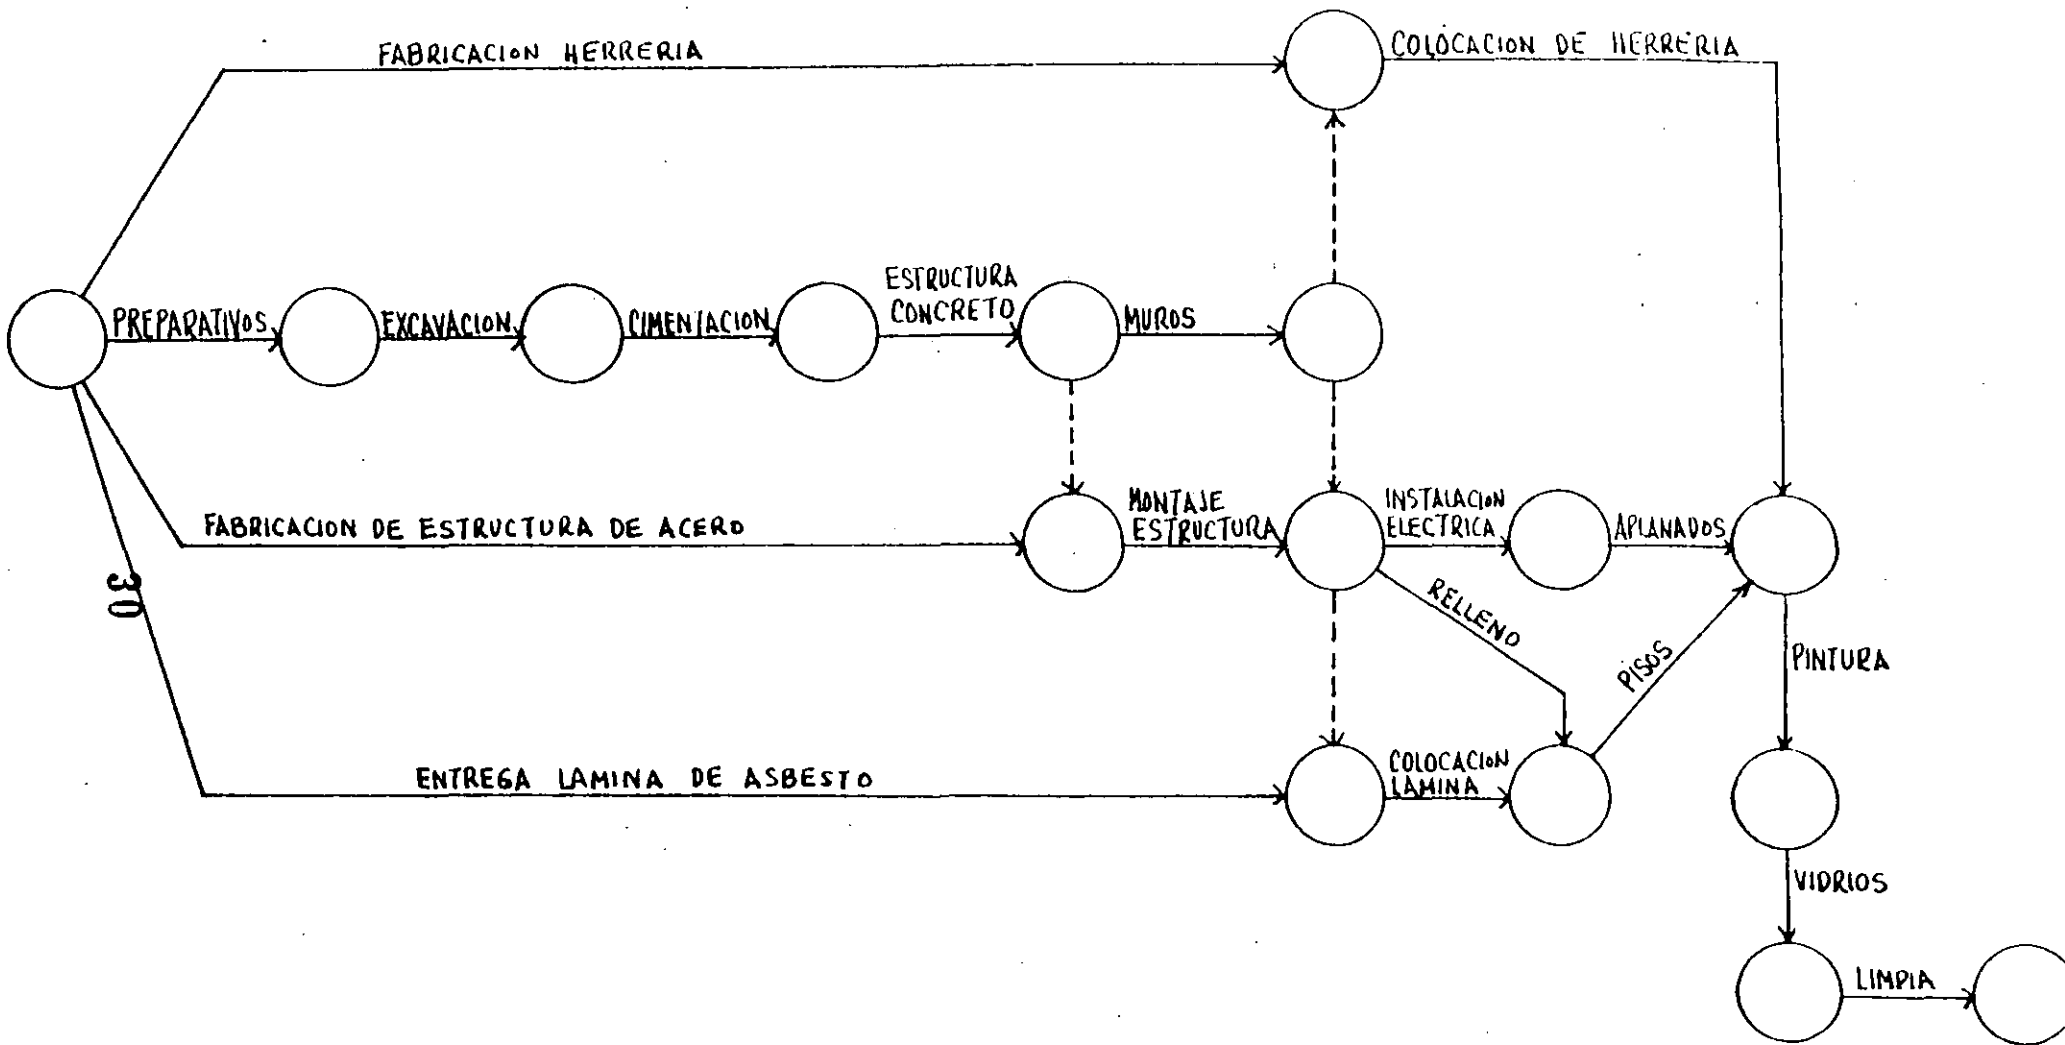 FABRICACION HERRERIA
COLOCACION DE HERRERIA
PREPARATIVOS
EXCAVACION
CIMENTACION
ESTRUCTURA
CONCRETO
MUROS
FABRICACION DE ESTRUCTURA DE ACERO
MONTAJE
ESTRUCTURA
INSTALACION
ELECTRICA
APLANADOS
30
RELLENO
PISOS
PINTURA
ENTREGA LAMINA DE ASBESTO
COLOCACION
LAMINA
VIDRIOS
LIMPIA